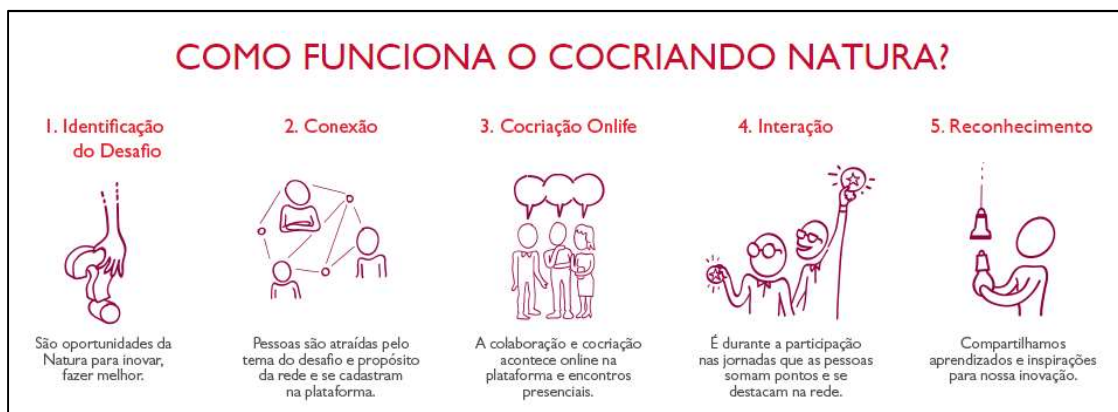 COMO FUNCIONA O COCRIANDO NATURA?
1. Identificação
do Desafio
São oportunidades da
Natura para inovar,
fazer melhor.
2. Conexão
Pessoas são atraídas pelo
tema do desafio e propósito
da rede e se cadastram
na plataforma.
3. Cocriação Onlife
A colaboração e cocriação
acontece online na
plataforma e encontros
presenciais.
4. Interação
É durante a participação
nas jornadas que as pessoas
somam pontos e se
destacam na rede.
5. Reconhecimento
Compartilhamos
aprendizados e inspirações
para nossa inovação.